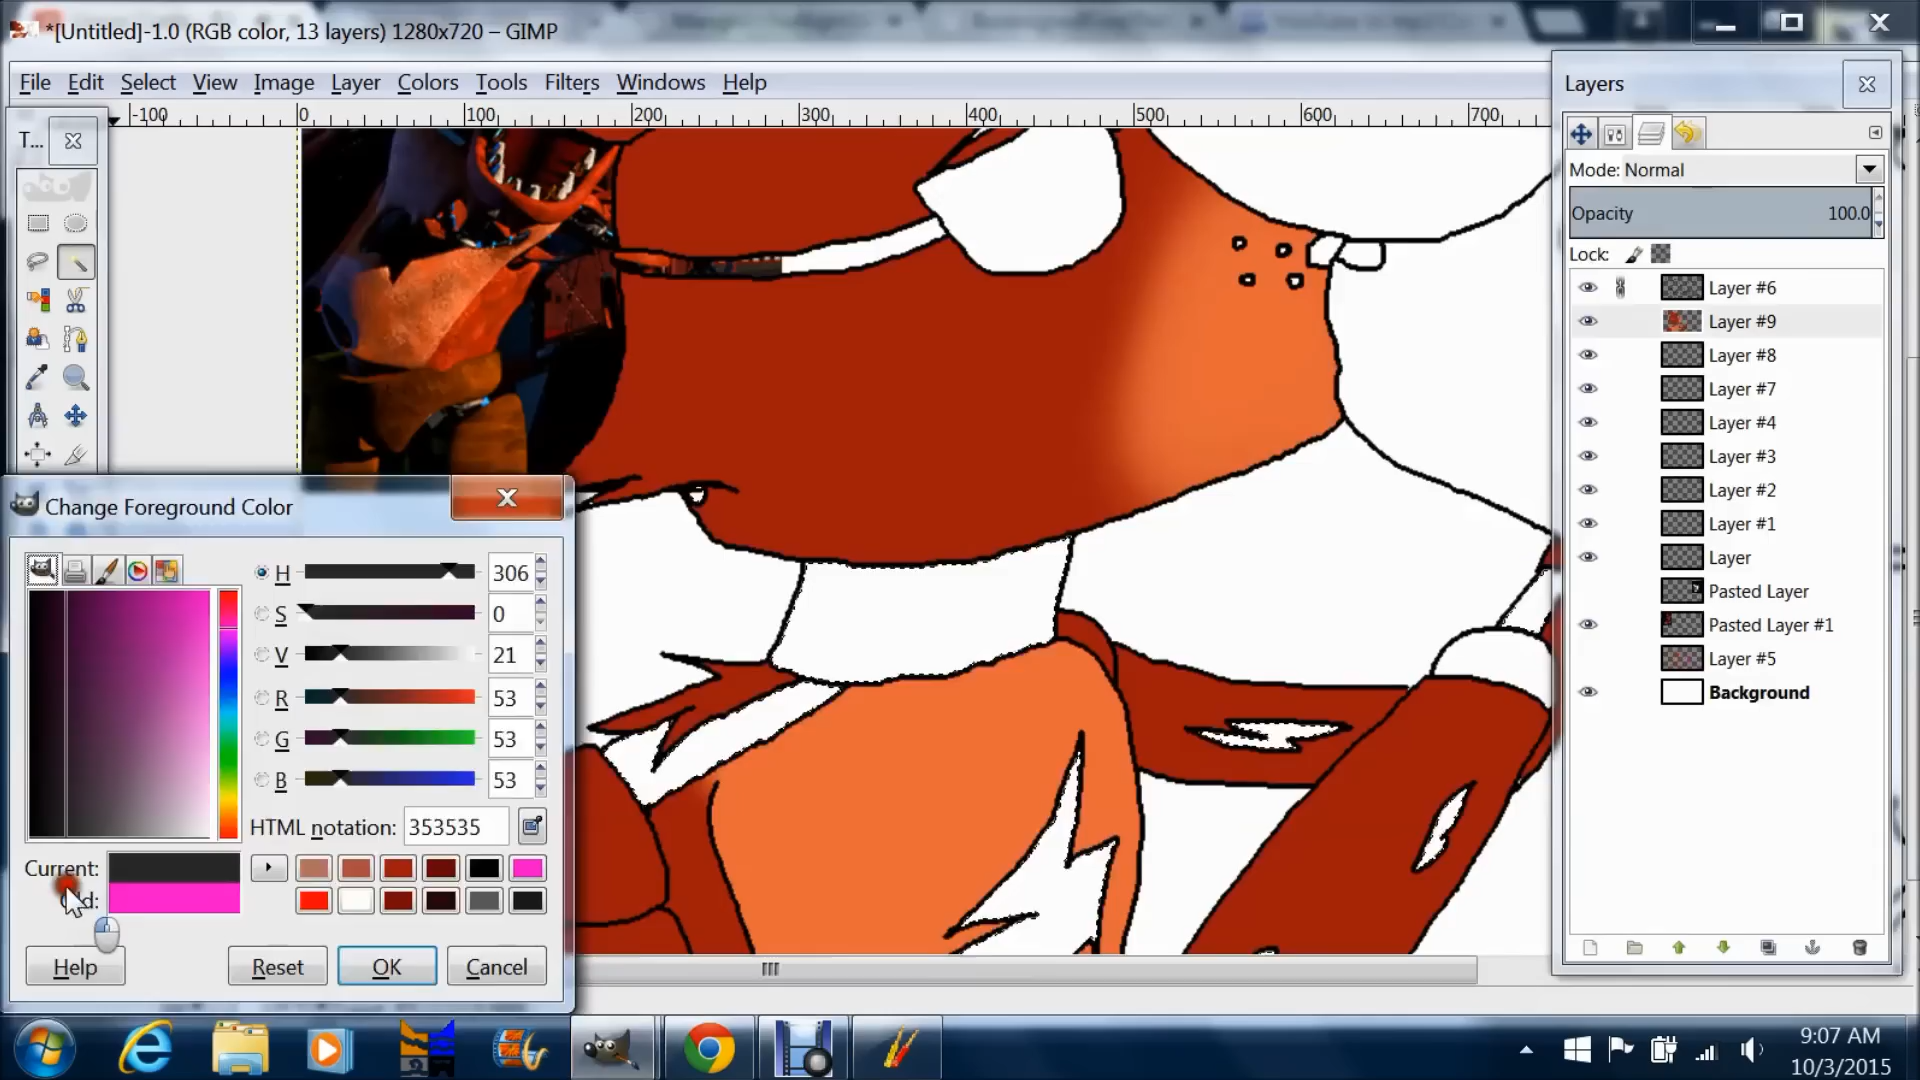 *[Untitled]-1.0 (RGB color, 13 layers) 1280x720 – GIMP
File Edit Select View Image Layer Colors Tools Filters Windows Help
-100 0 100 200 300 400 500 600 700
T...
Layers
Mode: Normal
Opacity 100.0
Lock:
Layer #6
Layer #9
Layer #8
Layer #7
Layer #4
Layer #3
Layer #2
Layer #1
Layer
Pasted Layer
Pasted Layer #1
Layer #5
Background
Change Foreground Color
H 306
S 0
V 21
R 53
G 53
B 53
HTML notation: 353535
Current:
Help Reset OK Cancel
9:07 AM
10/3/2015